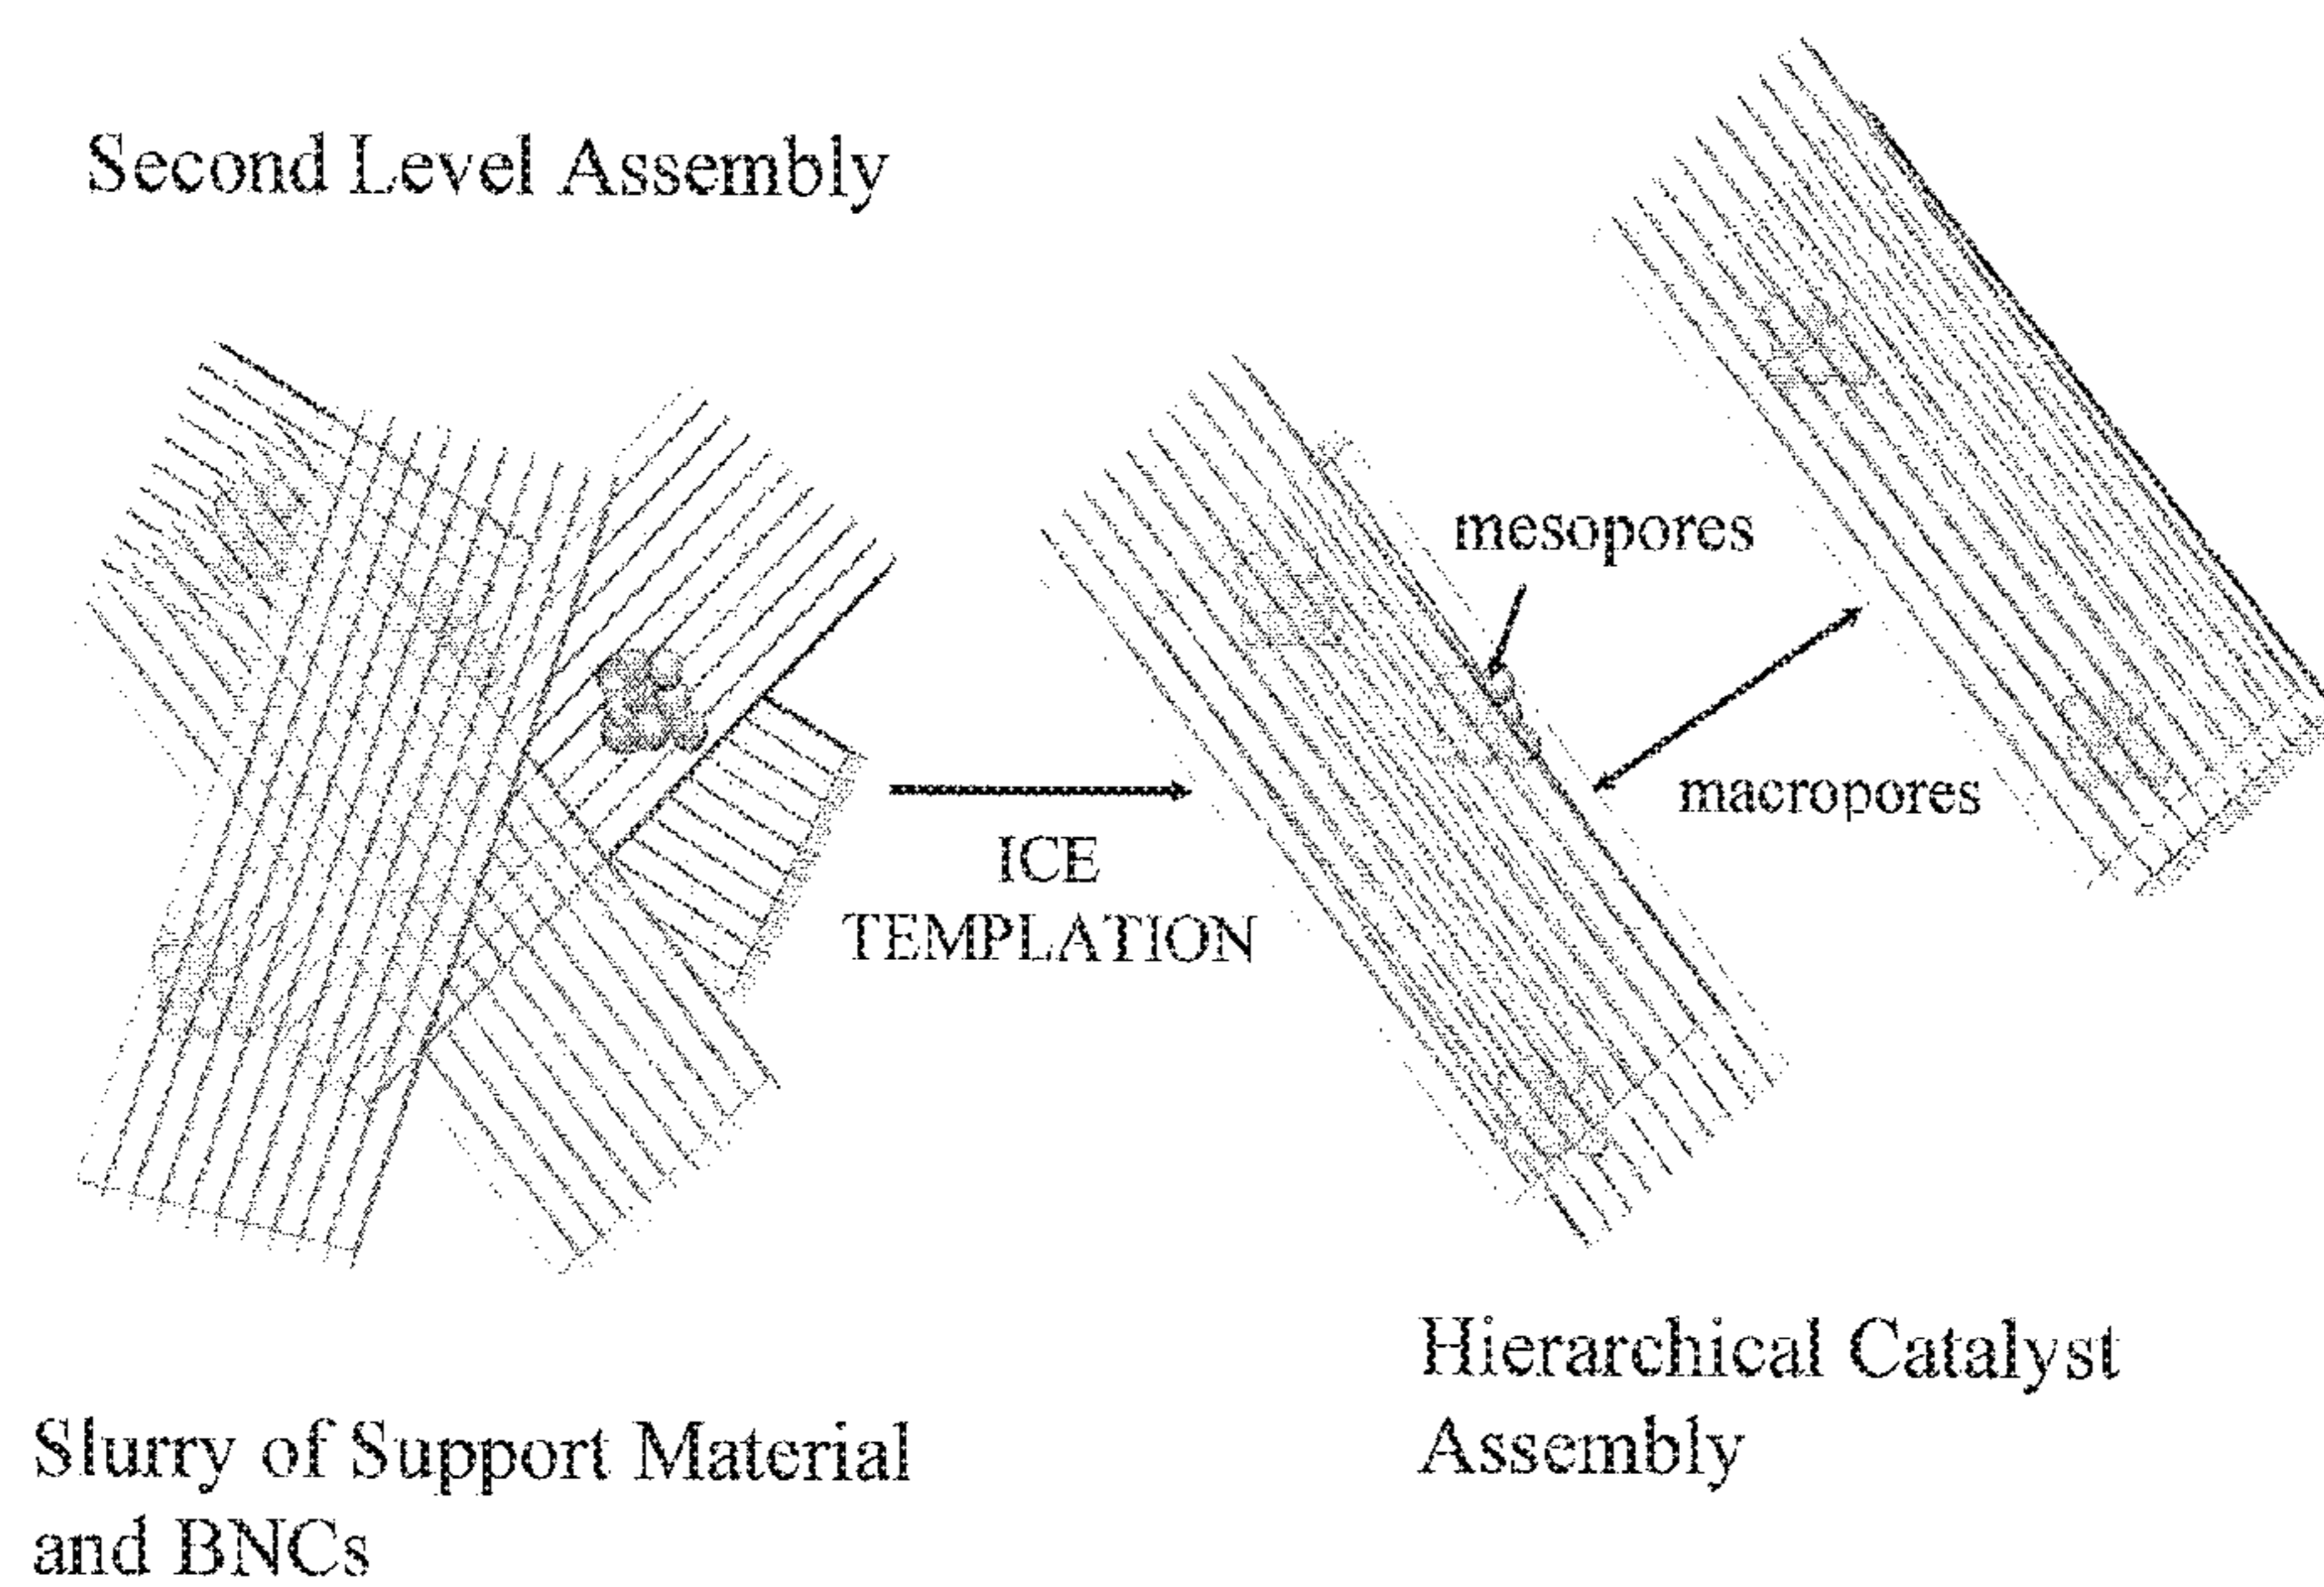 Second Level Assembly
mesopores
macropores
ICE
TEMPLATION
Hierarchical Catalyst
Assembly
Slurry of Support Material
and BNCs